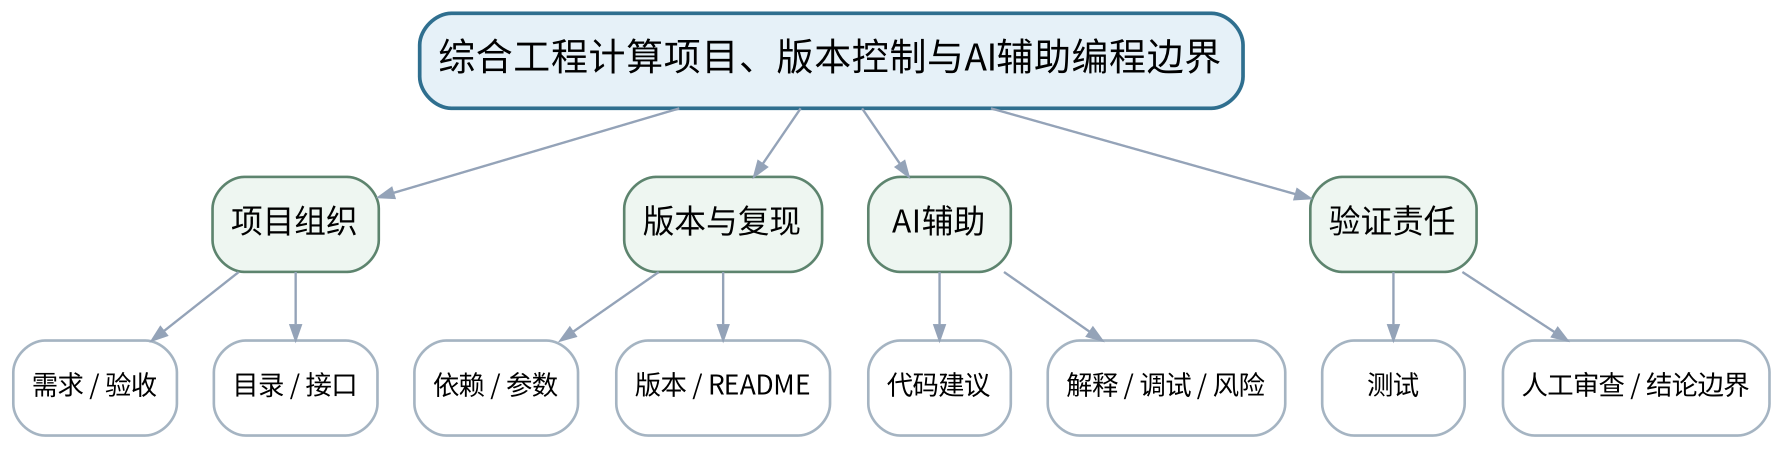 综合工程计算项目、版本控制与AI辅助编程边界
项目组织
版本与复现
AI辅助
验证责任
需求 / 验收
目录 / 接口
依赖 / 参数
版本 / README
代码建议
解释 / 调试 / 风险
测试
人工审查 / 结论边界